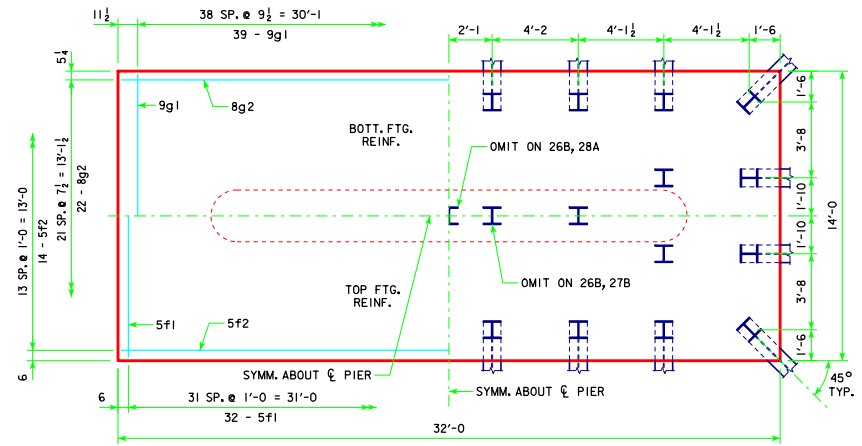 11½
38 SP. @ 9½ = 30'-1
39 - 9g1
2'-1
4'-2
4'-1½
4'-1½
1'-6
5¼
9g1
8g2
BOTT. FTG.
REINF.
OMIT ON 26B, 28A
1'-6
3'-8
1'-10
1'-10
3'-8
1'-6
14'-0
13 SP. @ 1'-0 = 13'-0
14 - 5f2
21 SP. @ 7½ = 13'-1½
22 - 8g2
OMIT ON 26B, 27B
TOP FTG.
REINF.
5f1
5f2
6
SYMM. ABOUT ℄ PIER
SYMM. ABOUT ℄ PIER
45°
TYP.
6
31 SP. @ 1'-0 = 31'-0
32 - 5f1
32'-0